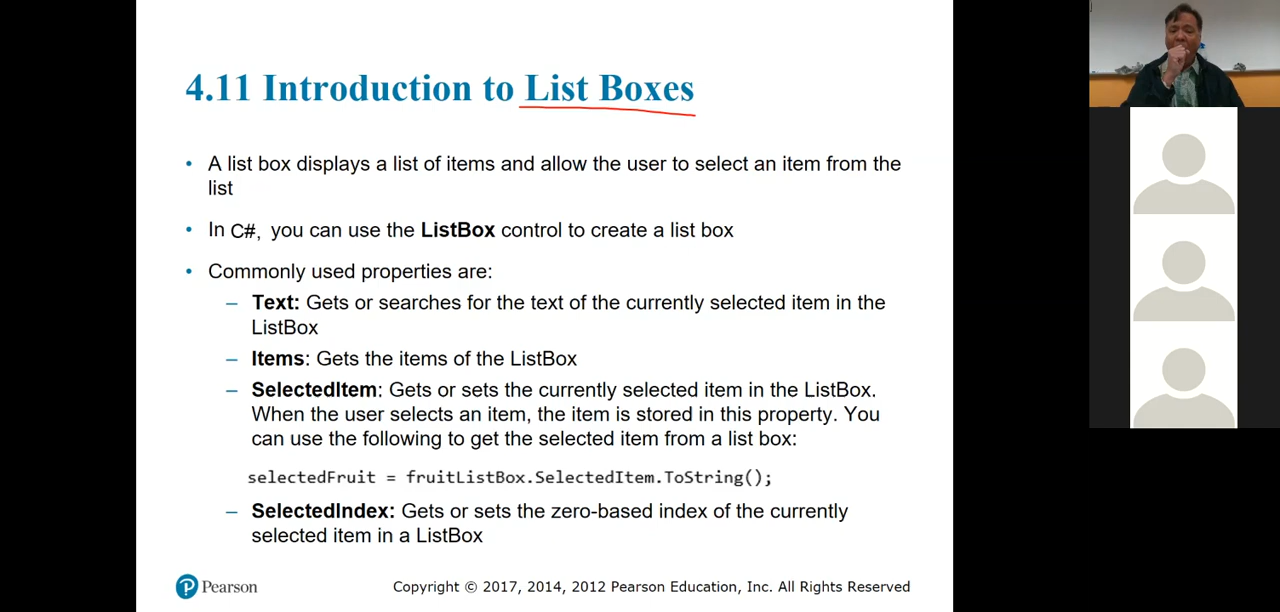 4.11 Introduction to List Boxes
• A list box displays a list of items and allow the user to select an item from the
list
• In C#, you can use the ListBox control to create a list box
• Commonly used properties are:
– Text: Gets or searches for the text of the currently selected item in the
ListBox
– Items: Gets the items of the ListBox
– SelectedItem: Gets or sets the currently selected item in the ListBox.
When the user selects an item, the item is stored in this property. You
can use the following to get the selected item from a list box:
selectedFruit = fruitListBox.SelectedItem.ToString();
– SelectedIndex: Gets or sets the zero-based index of the currently
selected item in a ListBox
P Pearson
Copyright © 2017, 2014, 2012 Pearson Education, Inc. All Rights Reserved